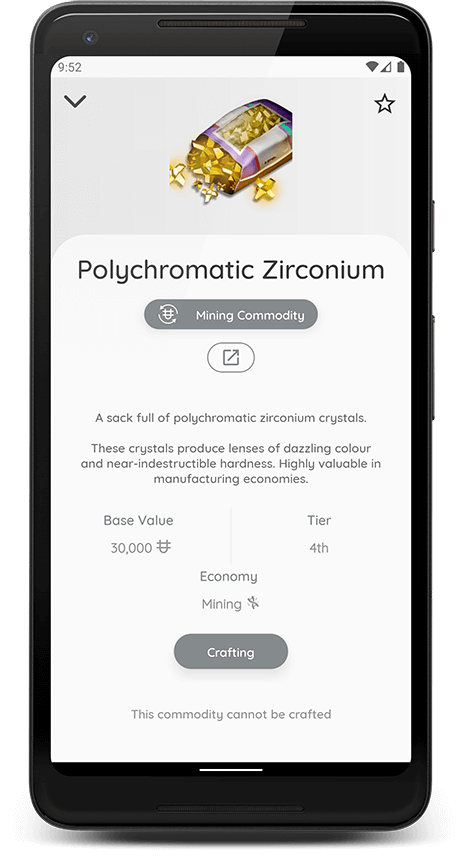 9:52
Polychromatic Zirconium
Mining Commodity
A sack full of polychromatic zirconium crystals.
These crystals produce lenses of dazzling colour
and near-indestructible hardness. Highly valuable in
manufacturing economies.
Base Value
Tier
30,000
4th
Economy
Mining
Crafting
This commodity cannot be crafted